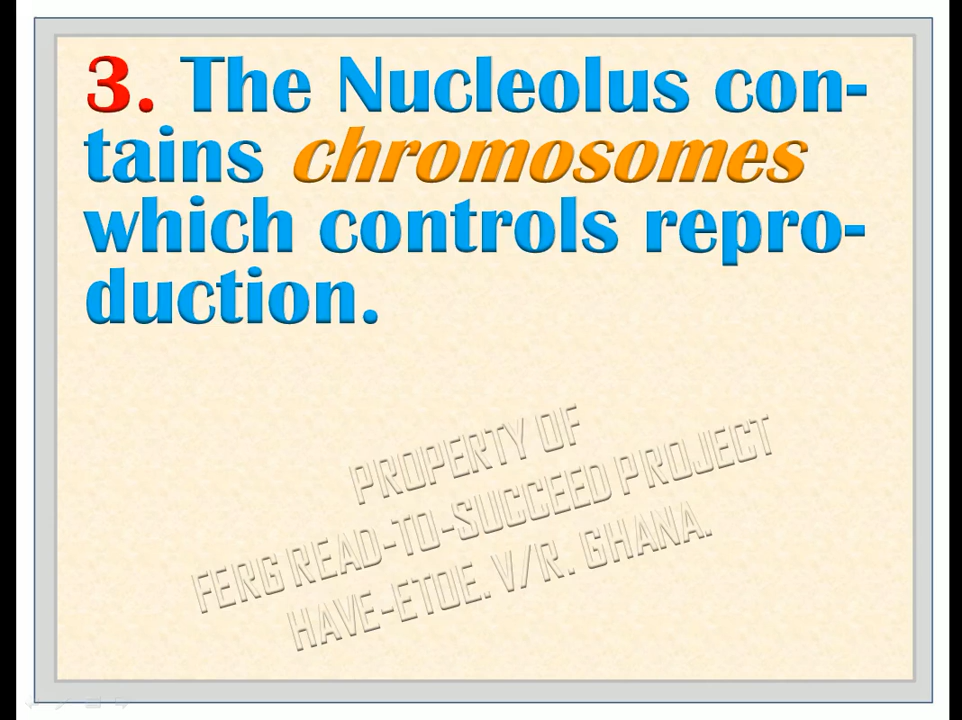 3. The Nucleolus con-
tains chromosomes
which controls repro-
duction.
PROPERTY OF
FERG READ-TO-SUCCEED PROJECT
HAVE-ETOE. V/R. GHANA.